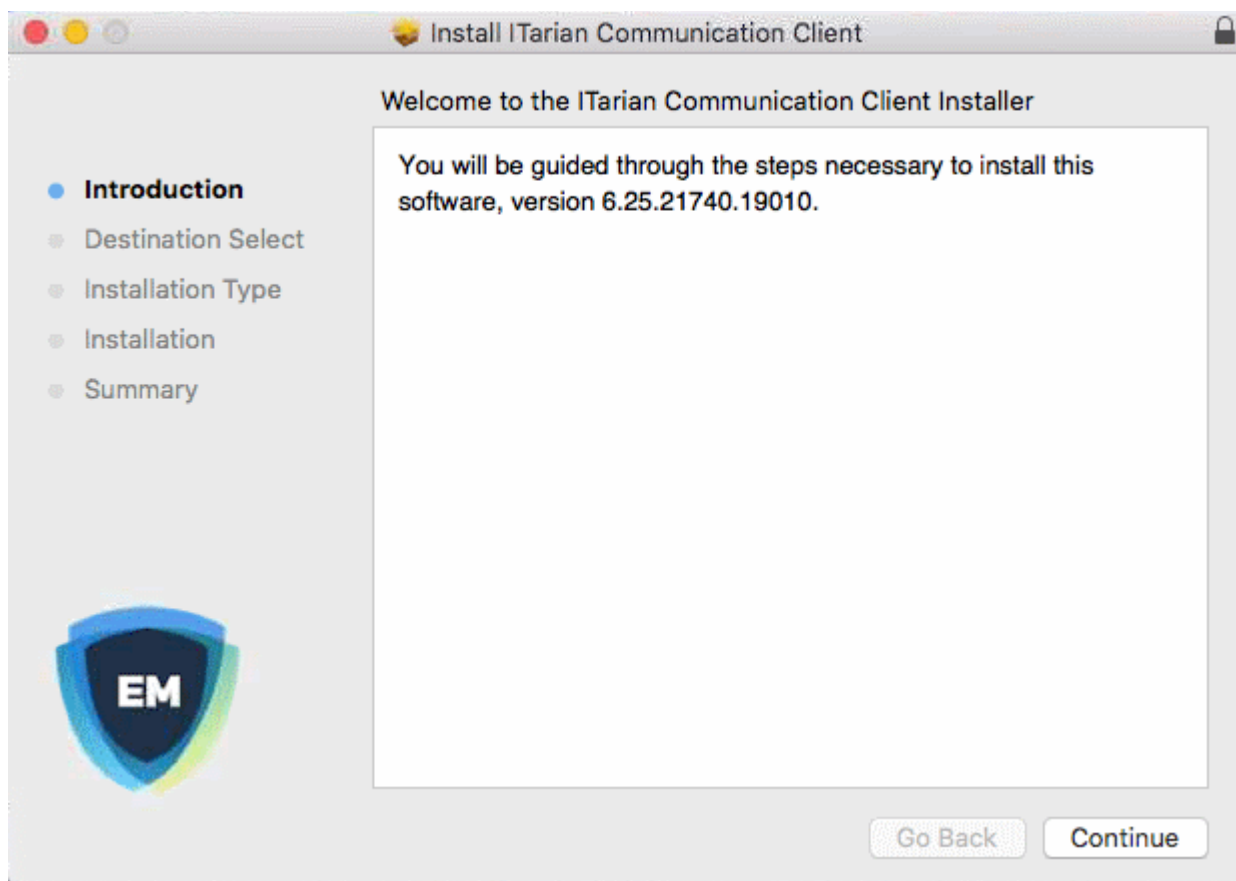 Install ITarian Communication Client
Welcome to the ITarian Communication Client Installer
Introduction
Destination Select
Installation Type
Installation
Summary
You will be guided through the steps necessary to install this
software, version 6.25.21740.19010.
EM
Go Back
Continue